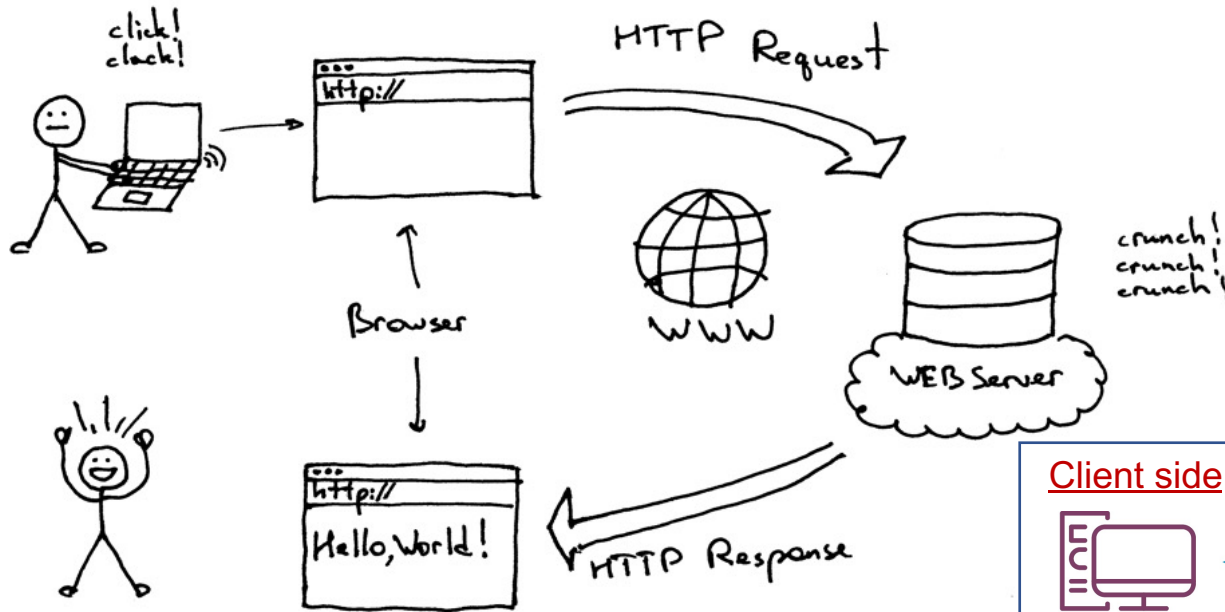 click!
clack!
http://
HTTP Request
crunch!
crunch!
crunch!
Browser
WWW
WEB Server
http://
Hello, World!
HTTP Response
Client side